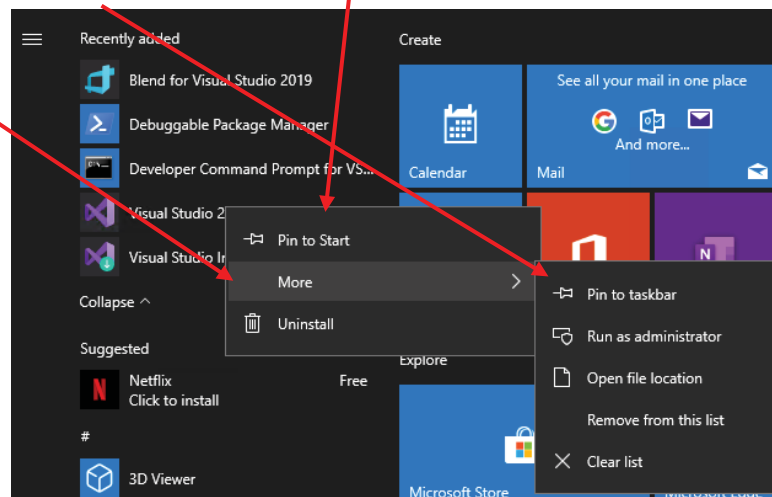 Recently added
Blend for Visual Studio 2019
Debuggable Package Manager
Developer Command Prompt for VS...
Visual Studio 2
Visual Studio
Collapse
Suggested
Netflix
Free
Click to install
#
3D Viewer
Pin to Start
More
Uninstall
Create
See all your mail in one place
And more...
Calendar
Mail
Explore
Microsoft Store
Microsoft Edge
Pin to taskbar
Run as administrator
Open file location
Remove from this list
Clear list